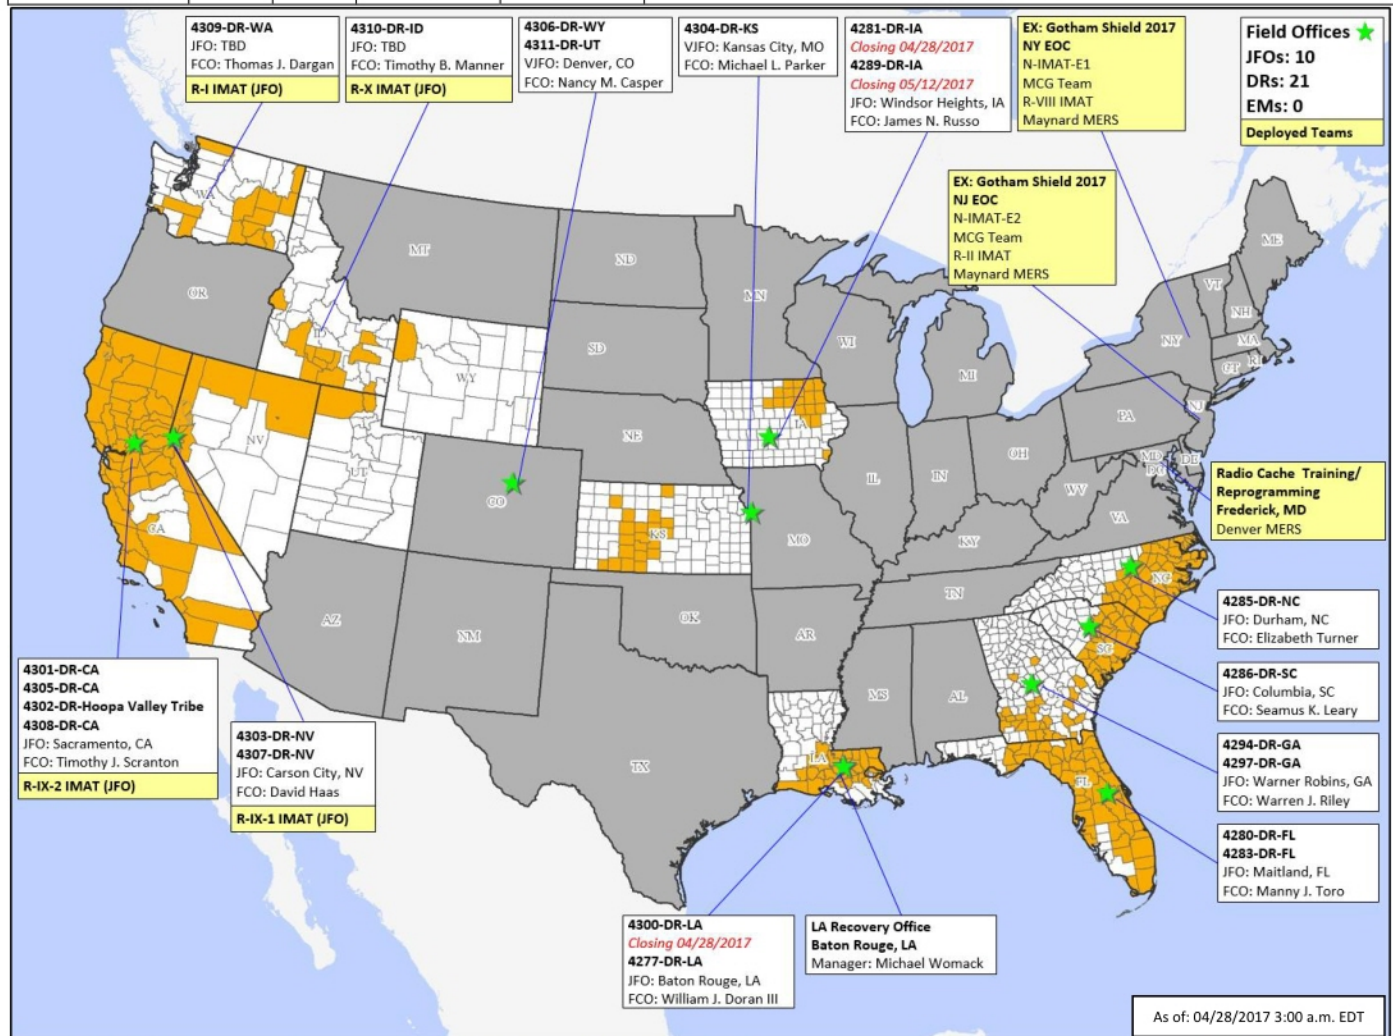 4309-DR-WA
JFO: TBD
FCO: Thomas J. Dargan
R-I IMAT (JFO)
4310-DR-ID
JFO: TBD
FCO: Timothy B. Manner
R-X IMAT (JFO)
4306-DR-WY
4311-DR-UT
VJFO: Denver, CO
FCO: Nancy M. Casper
4304-DR-KS
VJFO: Kansas City, MO
FCO: Michael L. Parker
4281-DR-IA
Closing 04/28/2017
4289-DR-IA
Closing 05/12/2017
JFO: Windsor Heights, IA
FCO: James N. Russo
EX: Gotham Shield 2017
NY EOC
N-IMAT-E1
MCG Team
R-VIII IMAT
Maynard MERS
Field Offices
JFOs: 10
DRs: 21
EMs: 0
Deployed Teams
EX: Gotham Shield 2017
NJ EOC
N-IMAT-E2
MCG Team
R-II IMAT
Maynard MERS
WA
MT
ND
MN
ME
OR
ID
SD
WI
VT
NH
NY
MA
CT
RI
WY
MI
NV
UT
NE
IA
PA
NJ
CO
IL
IN
OH
MD
DE
DC
WV
VA
CA
KS
MO
KY
Radio Cache Training/
Reprogramming
Frederick, MD
Denver MERS
AZ
NM
OK
AR
TN
NC
SC
MS
AL
GA
TX
LA
FL
4285-DR-NC
JFO: Durham, NC
FCO: Elizabeth Turner
4286-DR-SC
JFO: Columbia, SC
FCO: Seamus K. Leary
4294-DR-GA
4297-DR-GA
JFO: Warner Robins, GA
FCO: Warren J. Riley
4280-DR-FL
4283-DR-FL
JFO: Maitland, FL
FCO: Manny J. Toro
4301-DR-CA
4305-DR-CA
4302-DR-Hoopa Valley Tribe
4308-DR-CA
JFO: Sacramento, CA
FCO: Timothy J. Scranton
R-IX-2 IMAT (JFO)
4303-DR-NV
4307-DR-NV
JFO: Carson City, NV
FCO: David Haas
R-IX-1 IMAT (JFO)
4300-DR-LA
Closing 04/28/2017
4277-DR-LA
JFO: Baton Rouge, LA
FCO: William J. Doran III
LA Recovery Office
Baton Rouge, LA
Manager: Michael Womack
As of: 04/28/2017 3:00 a.m. EDT